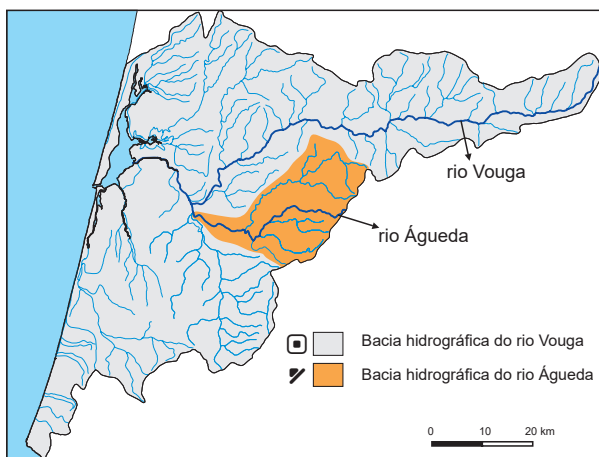 rio Vouga
rio Águeda
Bacia hidrográfica do rio Vouga
Bacia hidrográfica do rio Águeda
0 10 20 km